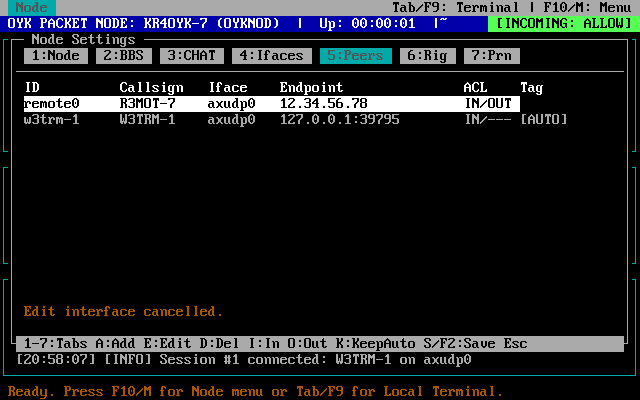 Node Tab/F9: Terminal | F10/M: Menu
OYK PACKET NODE: KR4OYK-7 (OYKNOD) | Up: 00:00:01 |~ [INCOMING: ALLOW]
Node Settings
1:Node 2:BBS 3:CHAT 4:Ifaces 5:Peers 6:Rig 7:Prn
ID Callsign Iface Endpoint ACL Tag
remote0 R3MOT-7 axudp0 12.34.56.78 IN/OUT
w3trm-1 W3TRM-1 axudp0 127.0.0.1:39795 IN/--- [AUTO]
Edit interface cancelled.
1-7:Tabs A:Add E:Edit D:Del I:In O:Out K:KeepAuto S/F2:Save Esc
[20:58:07] [INFO] Session #1 connected: W3TRM-1 on axudp0
Ready. Press F10/M for Node menu or Tab/F9 for Local Terminal.